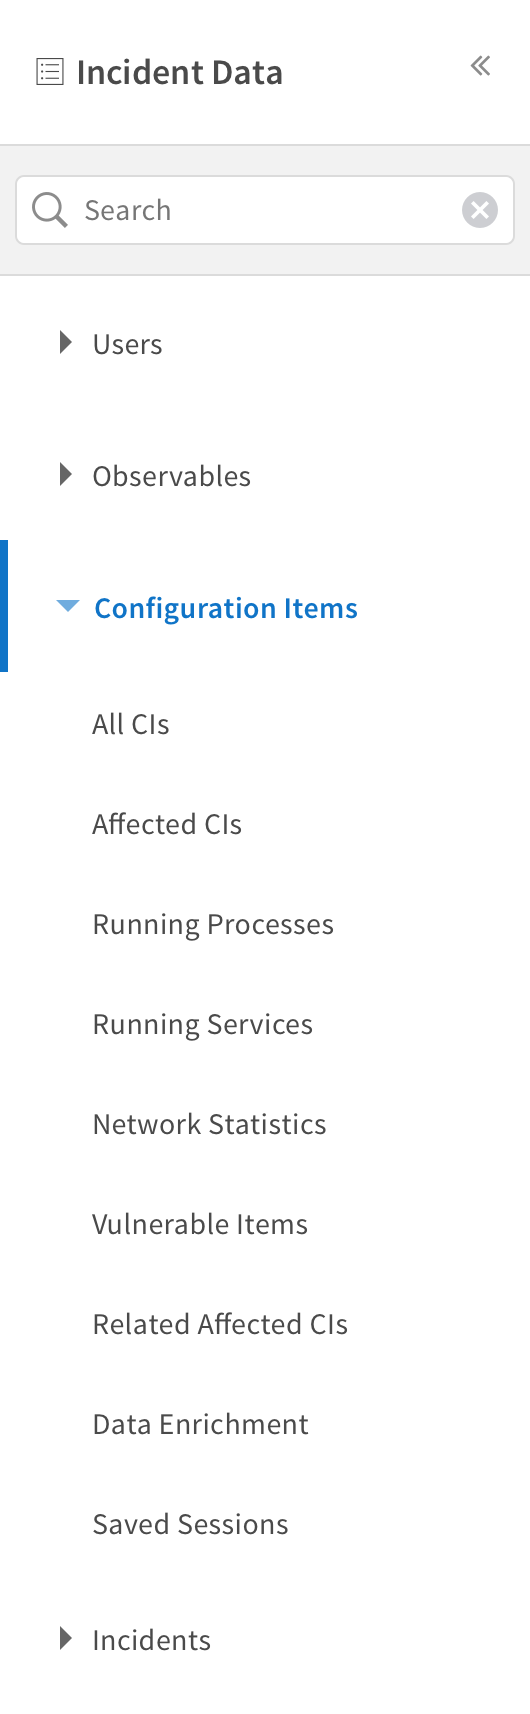 Incident Data
Search
Users
Observables
Configuration Items
All CIs
Affected CIs
Running Processes
Running Services
Network Statistics
Vulnerable Items
Related Affected CIs
Data Enrichment
Saved Sessions
Incidents